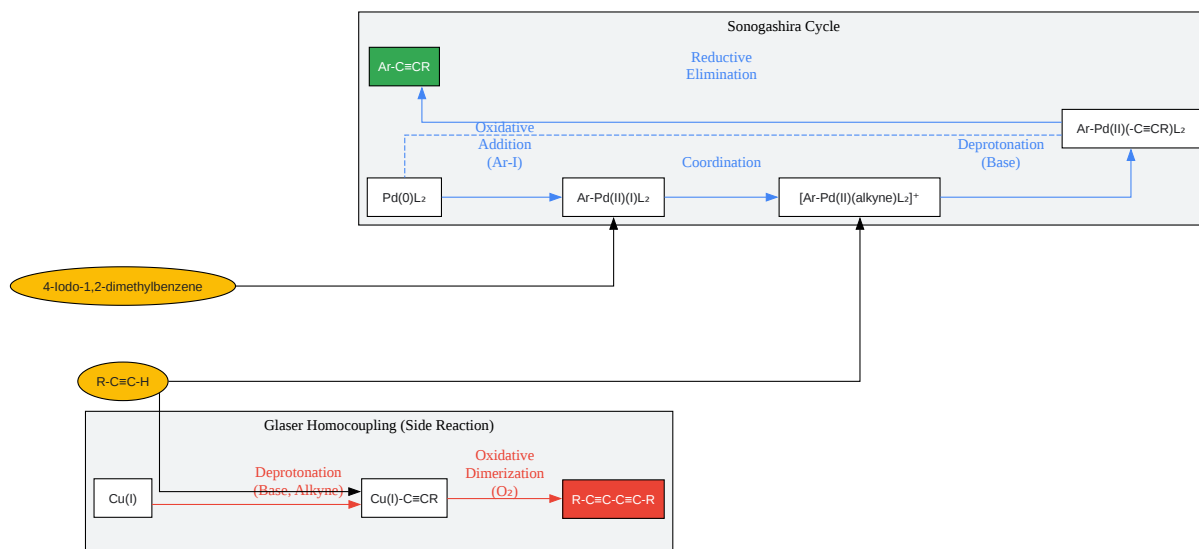 Sonogashira Cycle
Ar-C≡CR
Reductive
Elimination
Ar-Pd(II)(-C≡CR)L₂
Oxidative
Addition
(Ar-I)
Coordination
Deprotonation
(Base)
Pd(0)L₂
Ar-Pd(II)(I)L₂
[Ar-Pd(II)(alkyne)L₂]⁺
4-Iodo-1,2-dimethylbenzene
R-C≡C-H
Glaser Homocoupling (Side Reaction)
Deprotonation
(Base, Alkyne)
Oxidative
Dimerization
(O₂)
Cu(I)
Cu(I)-C≡CR
R-C≡C-C≡C-R